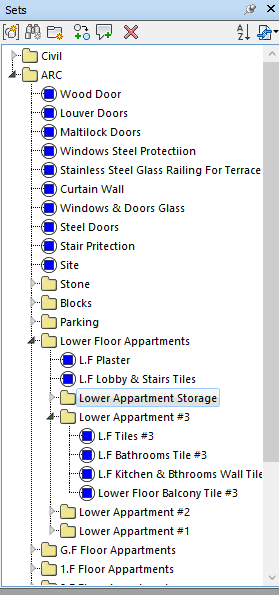 Sets
Civil
ARC
Wood Door
Louver Doors
Maltilock Doors
Windows Steel Protectiion
Stainless Steel Glass Railing For Terrace
Curtain Wall
Windows & Doors Glass
Steel Doors
Stair Pritection
Site
Stone
Blocks
Parking
Lower Floor Appartments
L.F Plaster
L.F Lobby & Stairs Tiles
Lower Appartment Storage
Lower Appartment #3
L.F Tiles #3
L.F Bathrooms Tile #3
L.F Kitchen & Bthrooms Wall Tile
Lower Floor Balcony Tile #3
Lower Appartment #2
Lower Appartment #1
G.F Floor Appartments
1.F Floor Appartments